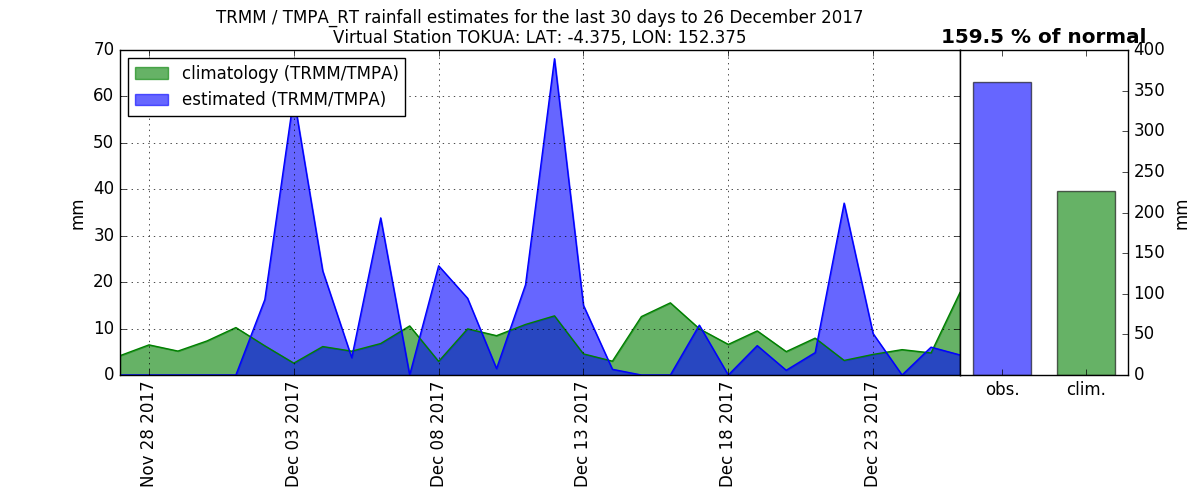 TRMM / TMPA_RT rainfall estimates for the last 30 days to 26 December 2017
Virtual Station TOKUA: LAT: -4.375, LON: 152.375
159.5 % of normal
climatology (TRMM/TMPA)
estimated (TRMM/TMPA)
70
60
50
40
30
20
10
0
mm
Nov 28 2017
Dec 03 2017
Dec 08 2017
Dec 13 2017
Dec 18 2017
Dec 23 2017
obs.
clim.
400
350
300
250
200
150
100
50
0
mm